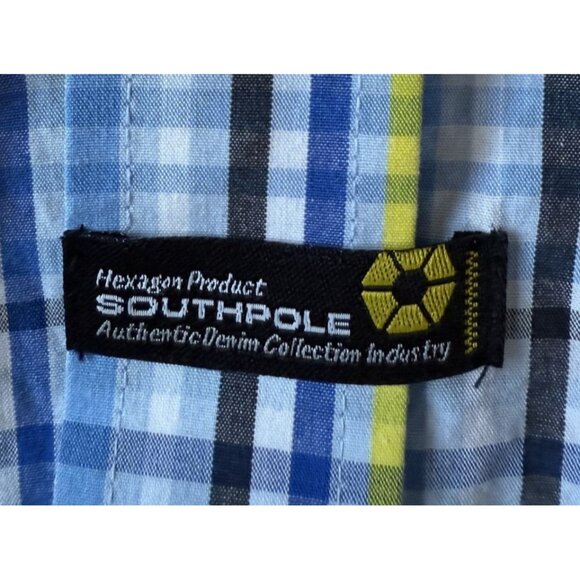 Hexagon Product
SOUTHPOLE
Authentic Denim Collection Industry